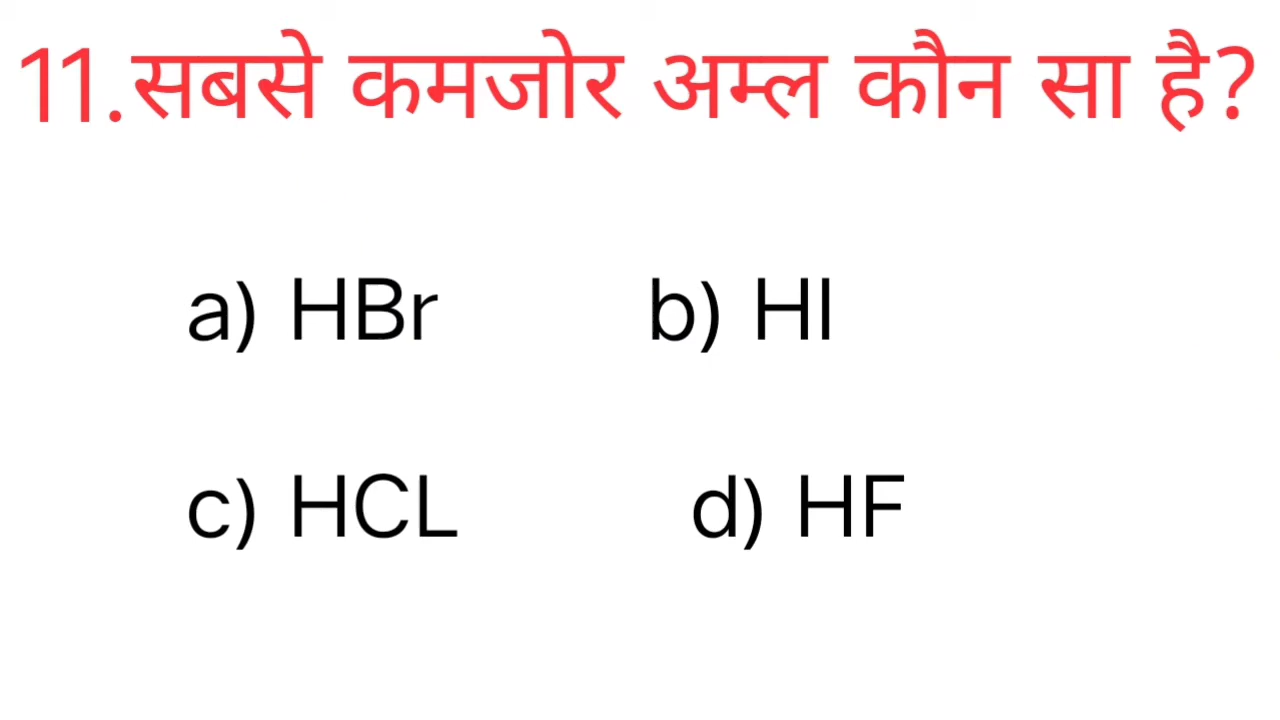 11.सबसे कमजोर अम्ल कौन सा है?
a) HBr b) HI
c) HCL d) HF